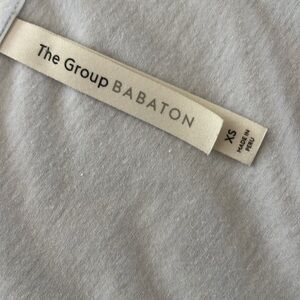 The Group BABATON
XS
MADE IN
PERU